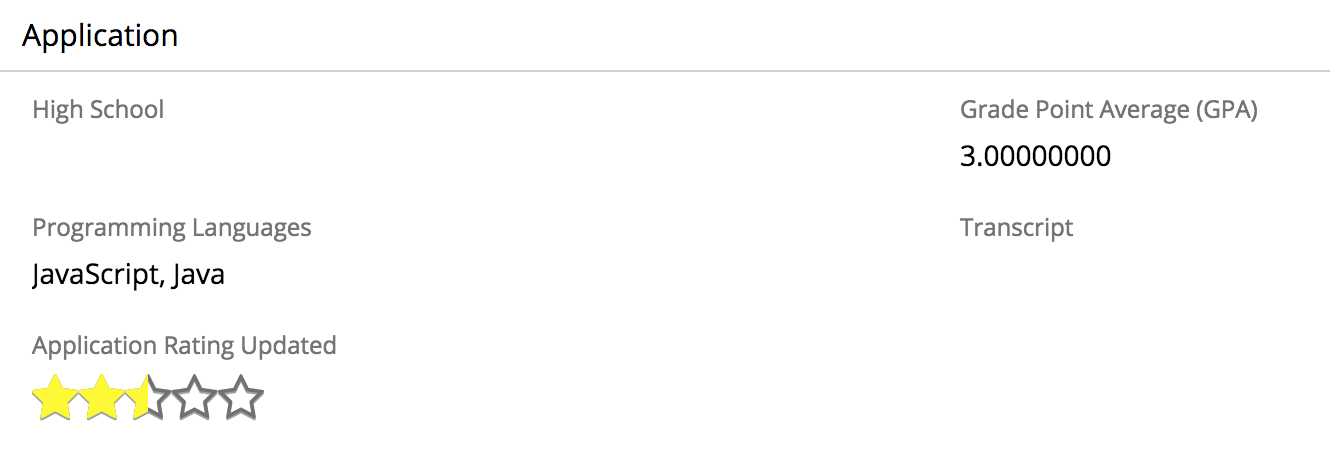 Application
High School
Grade Point Average (GPA)
3.00000000
Programming Languages
Transcript
JavaScript, Java
Application Rating Updated